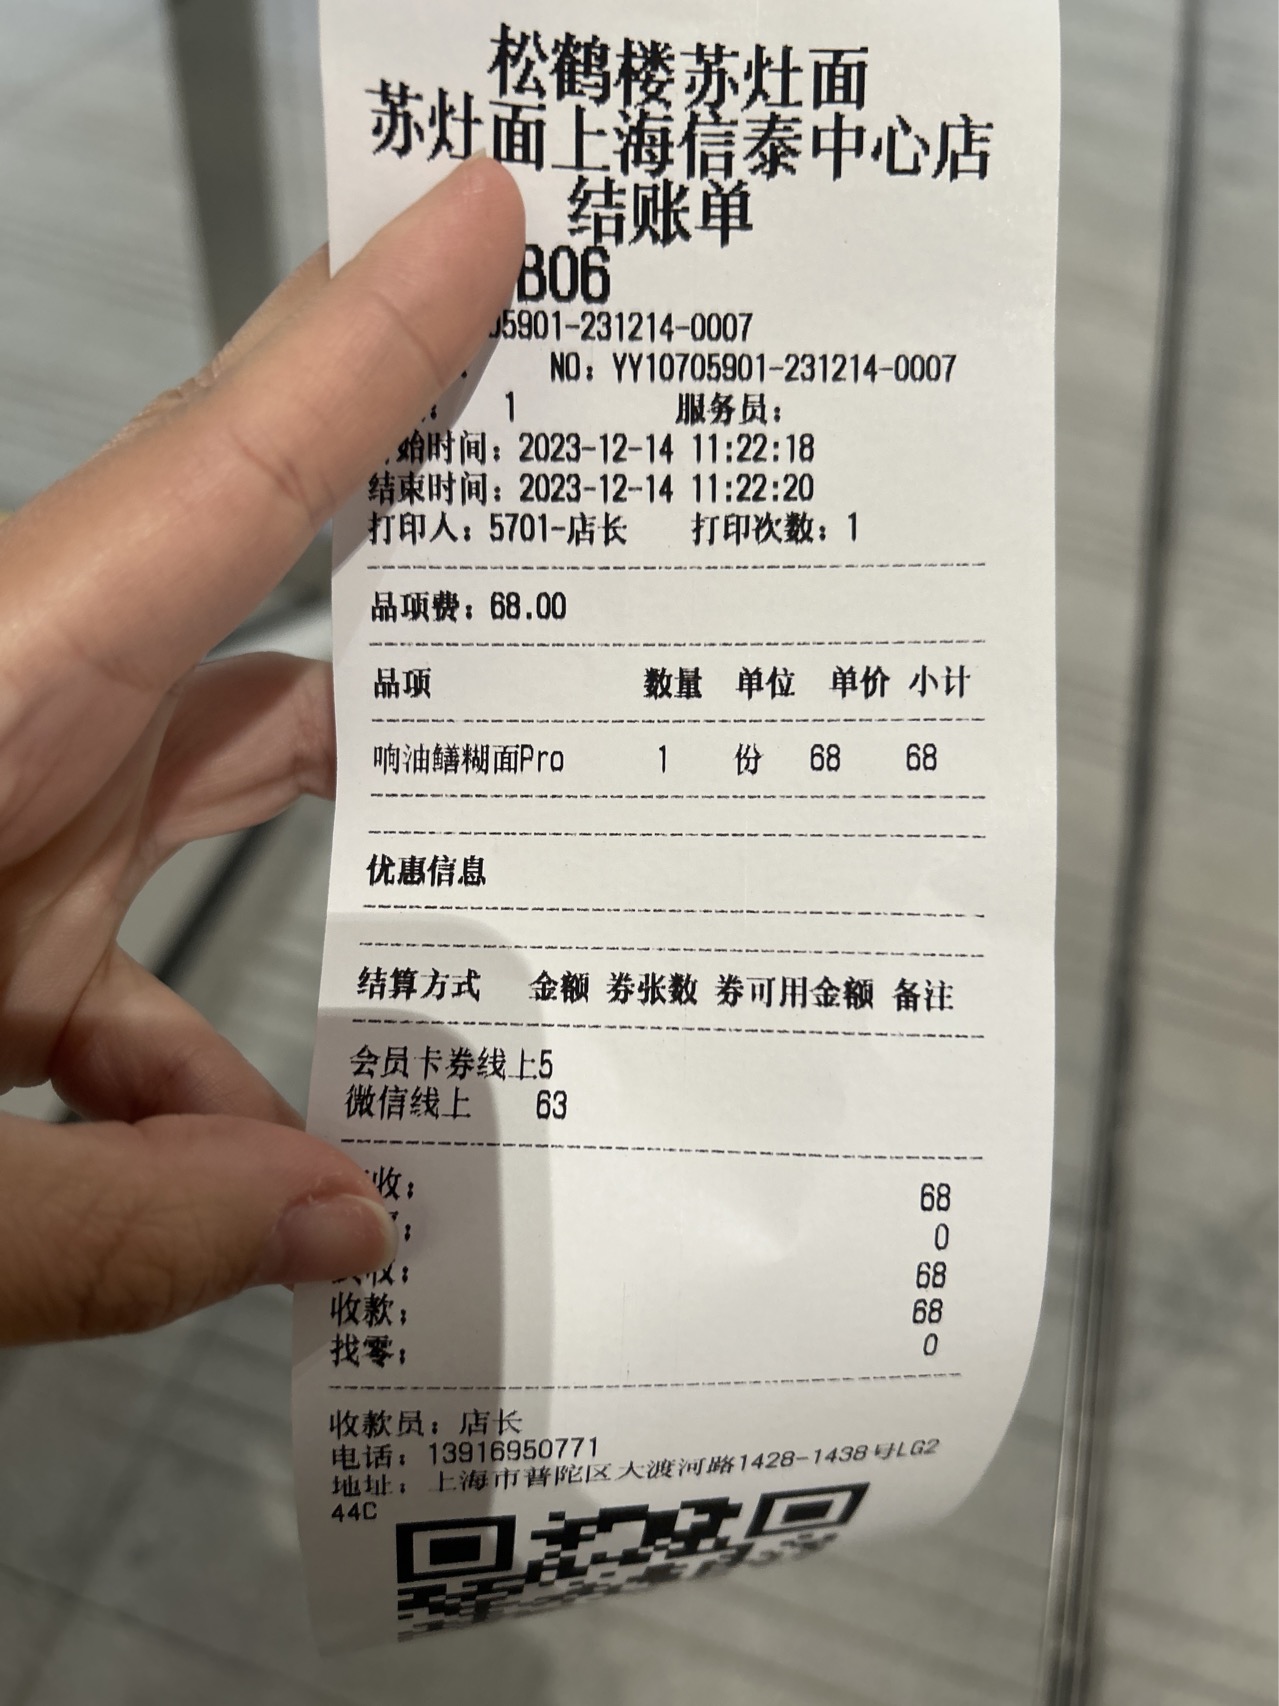 松鹤楼苏灶面
苏灶面上海信泰中心店
结账单
B06
05901-231214-0007
NO: YY10705901-231214-0007
: 1 服务员:
始时间: 2023-12-14 11:22:18
结束时间: 2023-12-14 11:22:20
打印人: 5701-店长 打印次数: 1
品项费: 68.00
品项 数量 单位 单价 小计
响油鳝糊面Pro 1 份 68 68
优惠信息
结算方式 金额 券张数 券可用金额 备注
会员卡券线上5
微信线上 63
收: 68
: 0
实收: 68
收款: 68
找零: 0
收款员: 店长
电话: 13916950771
地址: 上海市普陀区大渡河路1428-1438号LG2
44C